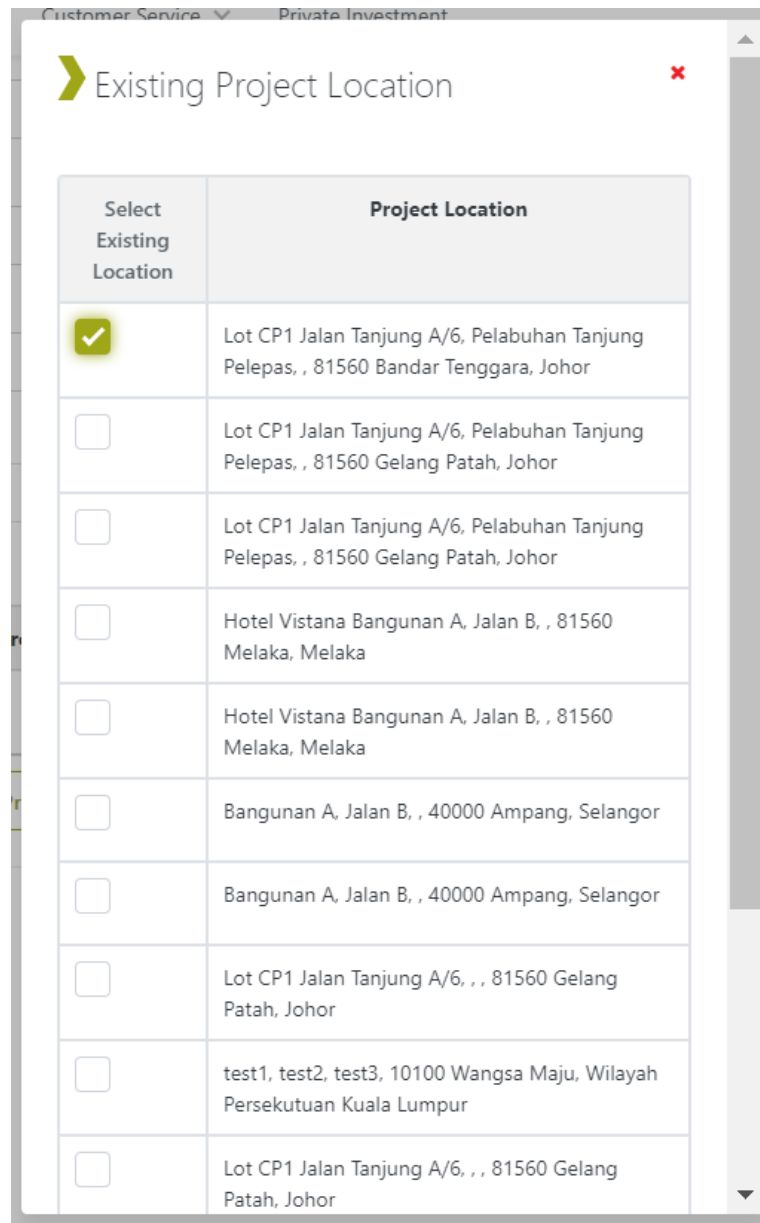 Customer Service
Private Investment
Existing Project Location
Select
Existing
Location
Project Location
Lot CP1 Jalan Tanjung A/6, Pelabuhan Tanjung
Pelepas, , 81560 Bandar Tenggara, Johor
Lot CP1 Jalan Tanjung A/6, Pelabuhan Tanjung
Pelepas, , 81560 Gelang Patah, Johor
Lot CP1 Jalan Tanjung A/6, Pelabuhan Tanjung
Pelepas, , 81560 Gelang Patah, Johor
Hotel Vistana Bangunan A, Jalan B, , 81560
Melaka, Melaka
Hotel Vistana Bangunan A, Jalan B, , 81560
Melaka, Melaka
Bangunan A, Jalan B, , 40000 Ampang, Selangor
Bangunan A, Jalan B, , 40000 Ampang, Selangor
Lot CP1 Jalan Tanjung A/6, , , 81560 Gelang
Patah, Johor
test1, test2, test3, 10100 Wangsa Maju, Wilayah
Persekutuan Kuala Lumpur
Lot CP1 Jalan Tanjung A/6, , , 81560 Gelang
Patah, Johor